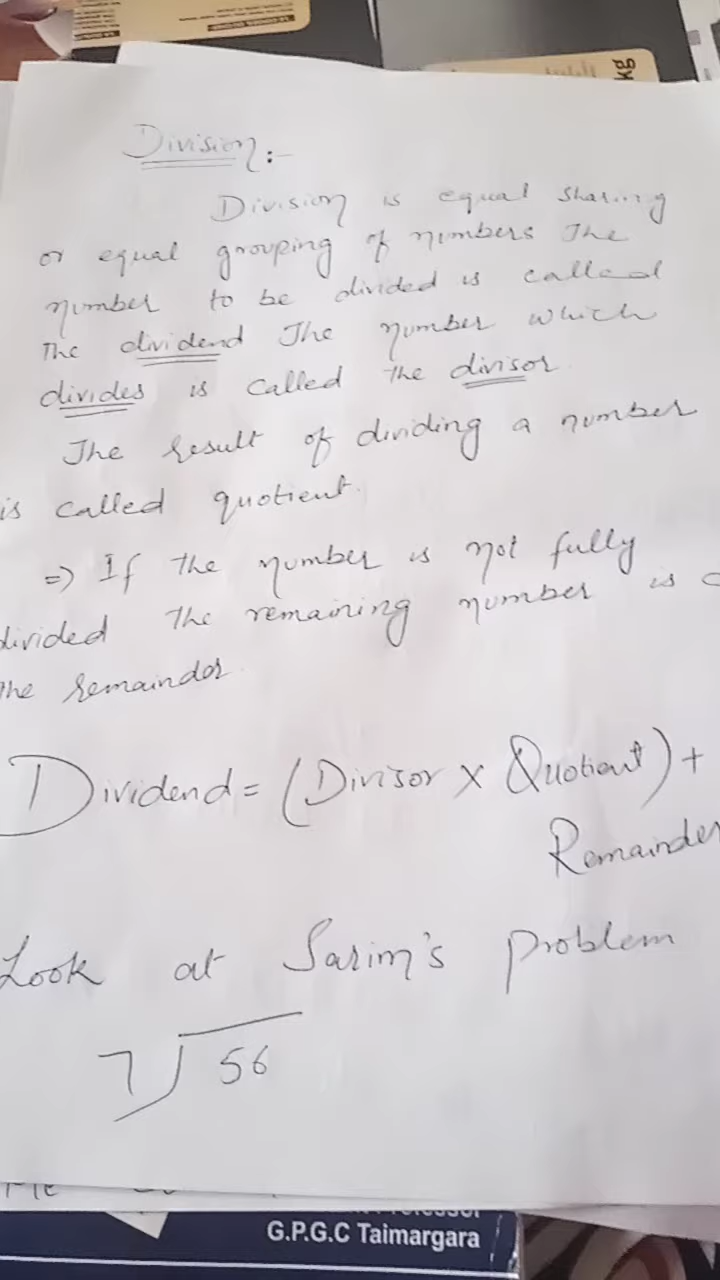 kg
Division:-
Division is equal sharing
or equal grouping of numbers The
number to be divided is called
The dividend The number which
divides is called the divisor.
The result of dividing a number
is called quotient.
=> If the number is not fully
divided The remaining number is
The remaindor
Dividend = (Divisor x Quotient) +
Remainder
Look at Sarim's problem
7 56
G.P.G.C Taimargara